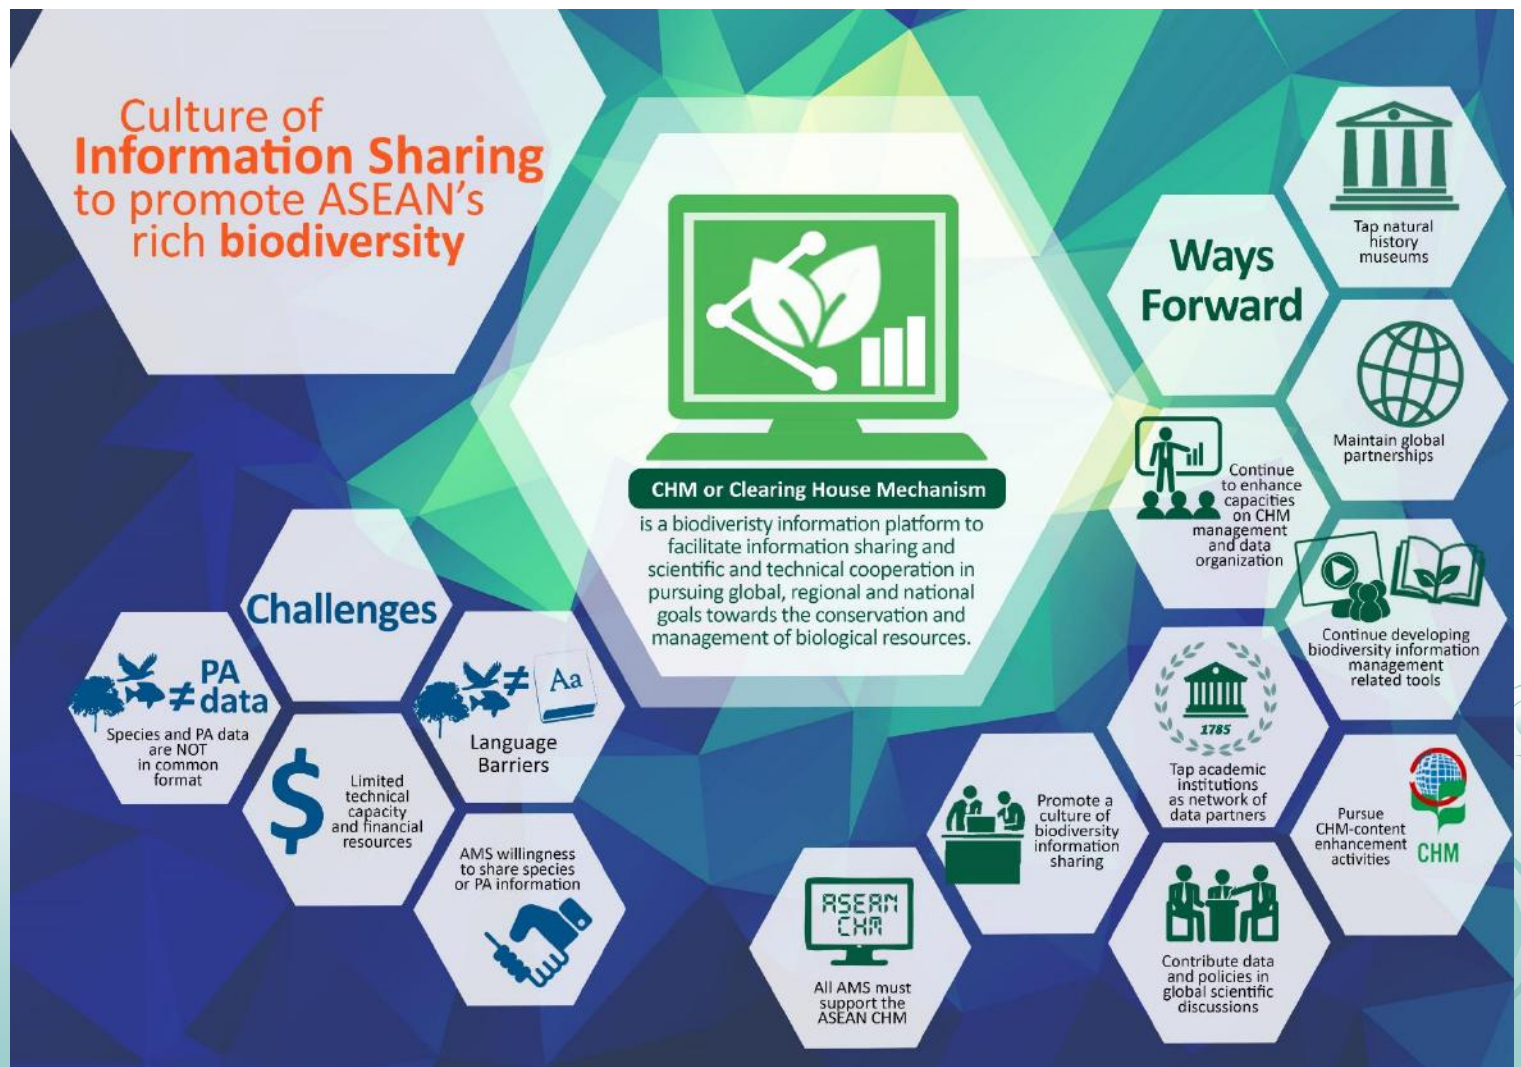 Culture of
Information Sharing
to promote ASEAN's
rich biodiversity
CHM or Clearing House Mechanism
is a biodiveristy information platform to
facilitate information sharing and
scientific and technical cooperation in
pursuing global, regional and national
goals towards the conservation and
management of biological resources.
Challenges
≠ PA
data
Species and PA data
are NOT
in common
format
$
Limited
technical
capacity
and financial
resources
≠
Aa
Language
Barriers
AMS willingness
to share species
or PA information
Ways
Forward
Tap natural
history
museums
Maintain global
partnerships
Continue
to enhance
capacities
on CHM
management
and data
organization
Continue developing
biodiversity information
management
related tools
1785
Tap academic
institutions
as network of
data partners
Pursue
CHM-content
enhancement
activities
CHM
Promote a
culture of
biodiversity
information
sharing
Contribute data
and policies in
global scientific
discussions
ASEAN
CHM
All AMS must
support the
ASEAN CHM